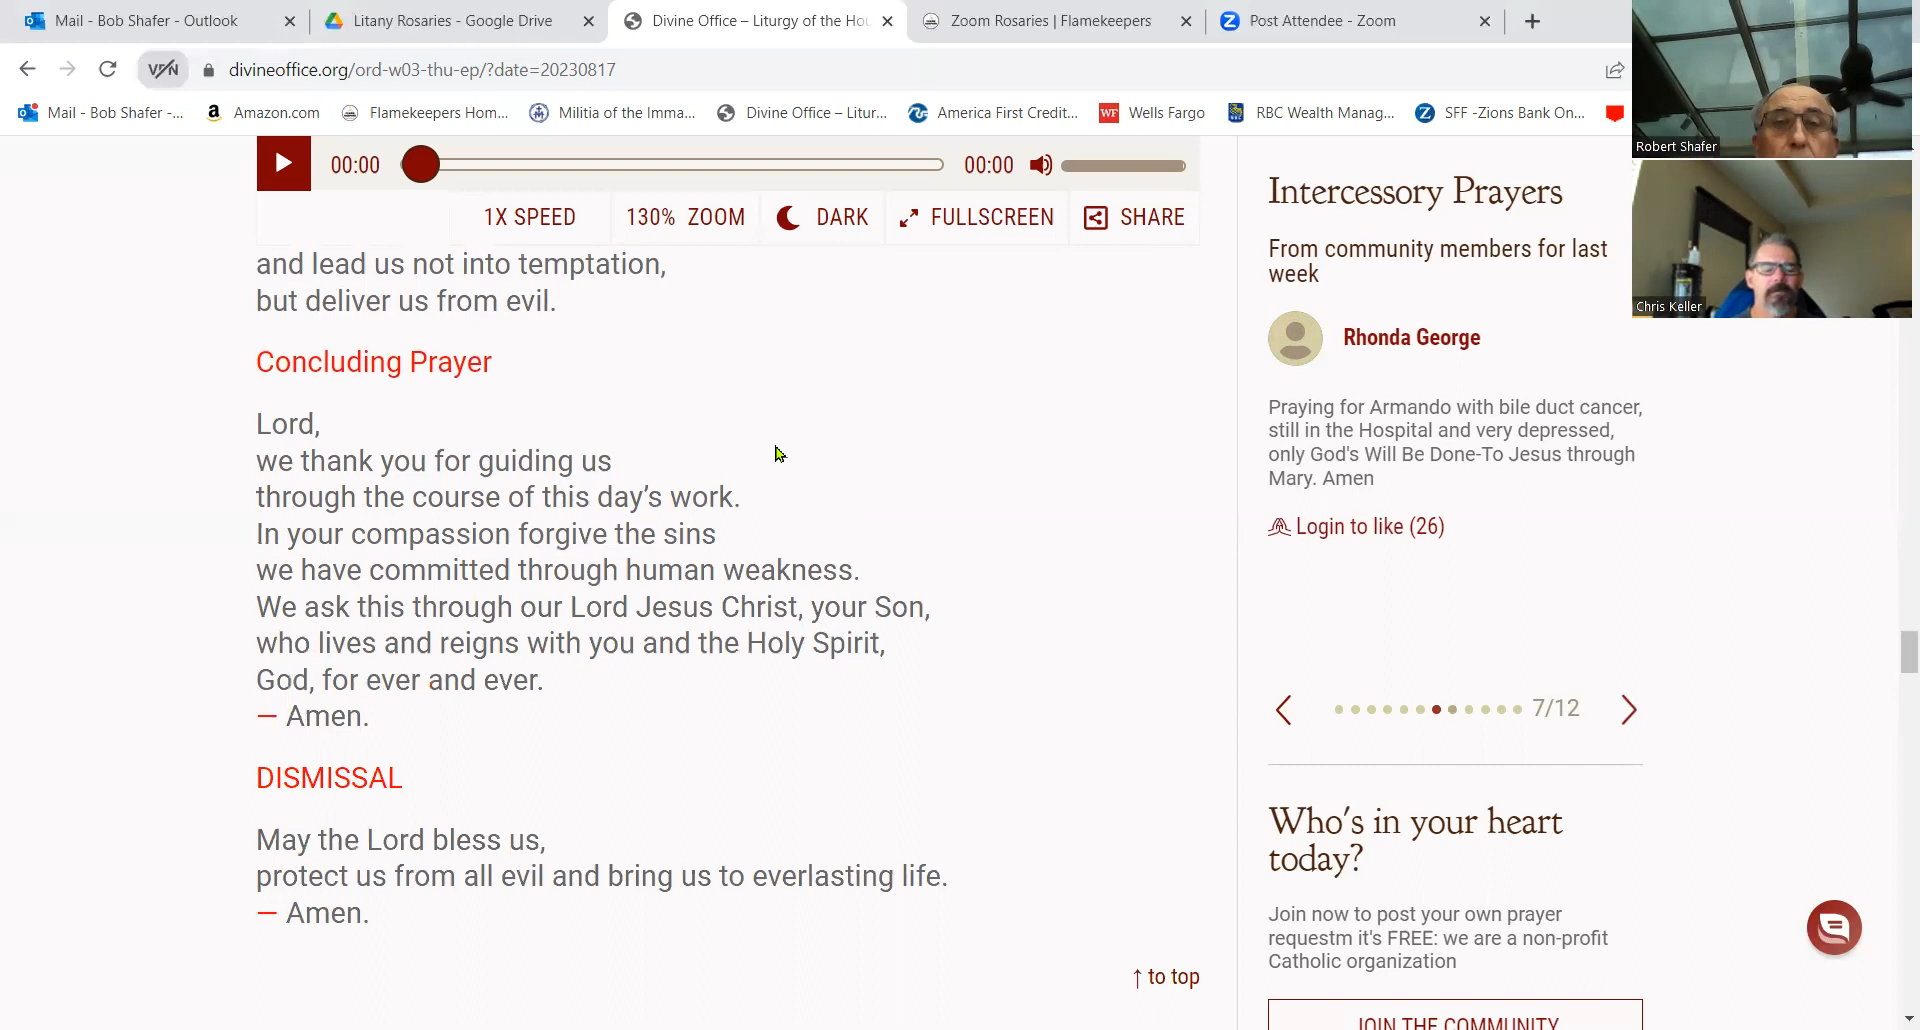 Mail - Bob Shafer - Outlook
Litany Rosaries - Google Drive
Divine Office – Liturgy of the Hou
Zoom Rosaries | Flamekeepers
Post Attendee - Zoom
VPN
divineoffice.org/ord-w03-thu-ep/?date=20230817
Mail - Bob Shafer -...
Amazon.com
Flamekeepers Hom...
Militia of the Imma...
Divine Office – Litur...
America First Credit...
WF Wells Fargo
RBC Wealth Manag...
SFF -Zions Bank On...
Robert Shafer
Chris Keller
00:00
00:00
1X SPEED
130% ZOOM
DARK
FULLSCREEN
SHARE
and lead us not into temptation,
but deliver us from evil.
Concluding Prayer
Lord,
we thank you for guiding us
through the course of this day’s work.
In your compassion forgive the sins
we have committed through human weakness.
We ask this through our Lord Jesus Christ, your Son,
who lives and reigns with you and the Holy Spirit,
God, for ever and ever.
— Amen.
DISMISSAL
May the Lord bless us,
protect us from all evil and bring us to everlasting life.
— Amen.
↑ to top
Intercessory Prayers
From community members for last
week
Rhonda George
Praying for Armando with bile duct cancer,
still in the Hospital and very depressed,
only God's Will Be Done-To Jesus through
Mary. Amen
Login to like (26)
7/12
Who's in your heart
today?
Join now to post your own prayer
requestm it's FREE: we are a non-profit
Catholic organization
JOIN THE COMMUNITY